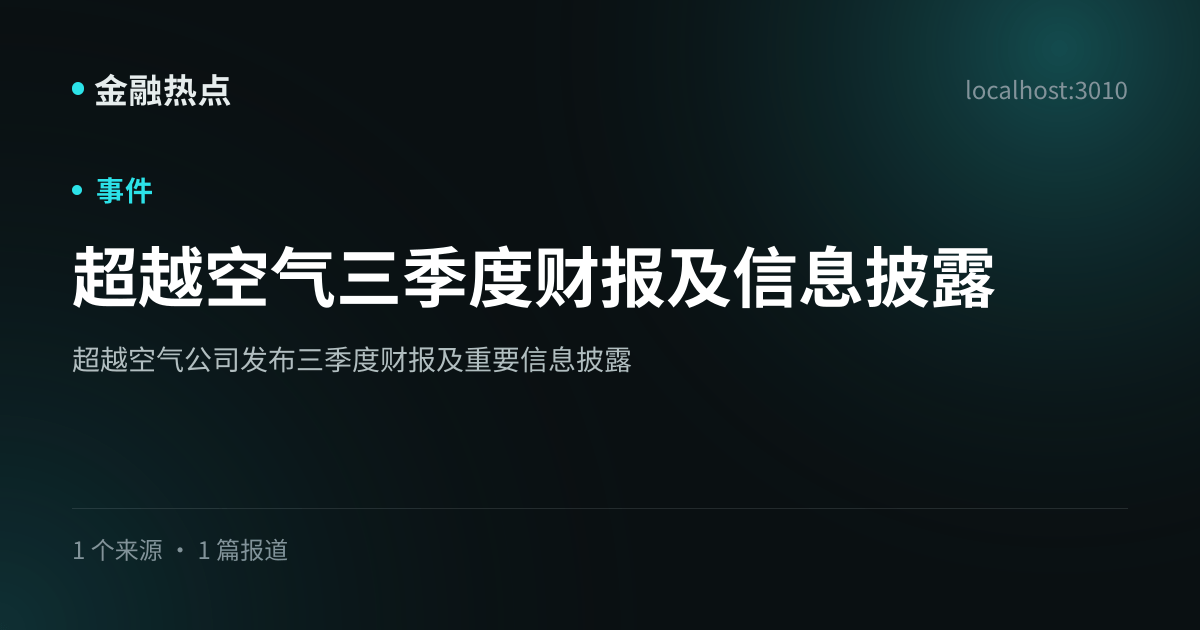 金融热点
localhost:3010
事件
超越空气三季度财报及信息披露
超越空气公司发布三季度财报及重要信息披露
1 个来源 · 1 篇报道